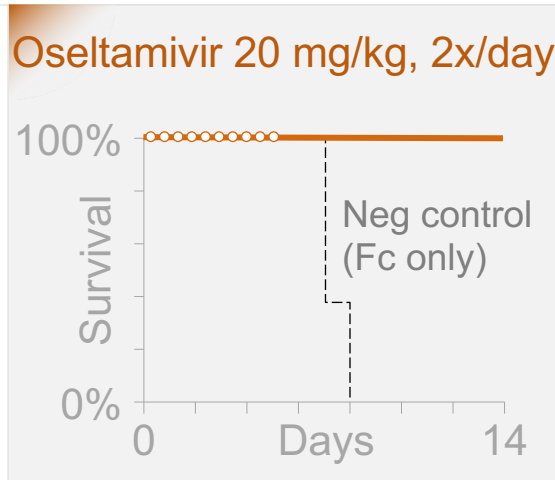 Oseltamivir 20 mg/kg, 2x/day
100%
Survival
Neg control
(Fc only)
0%
0
Days
14